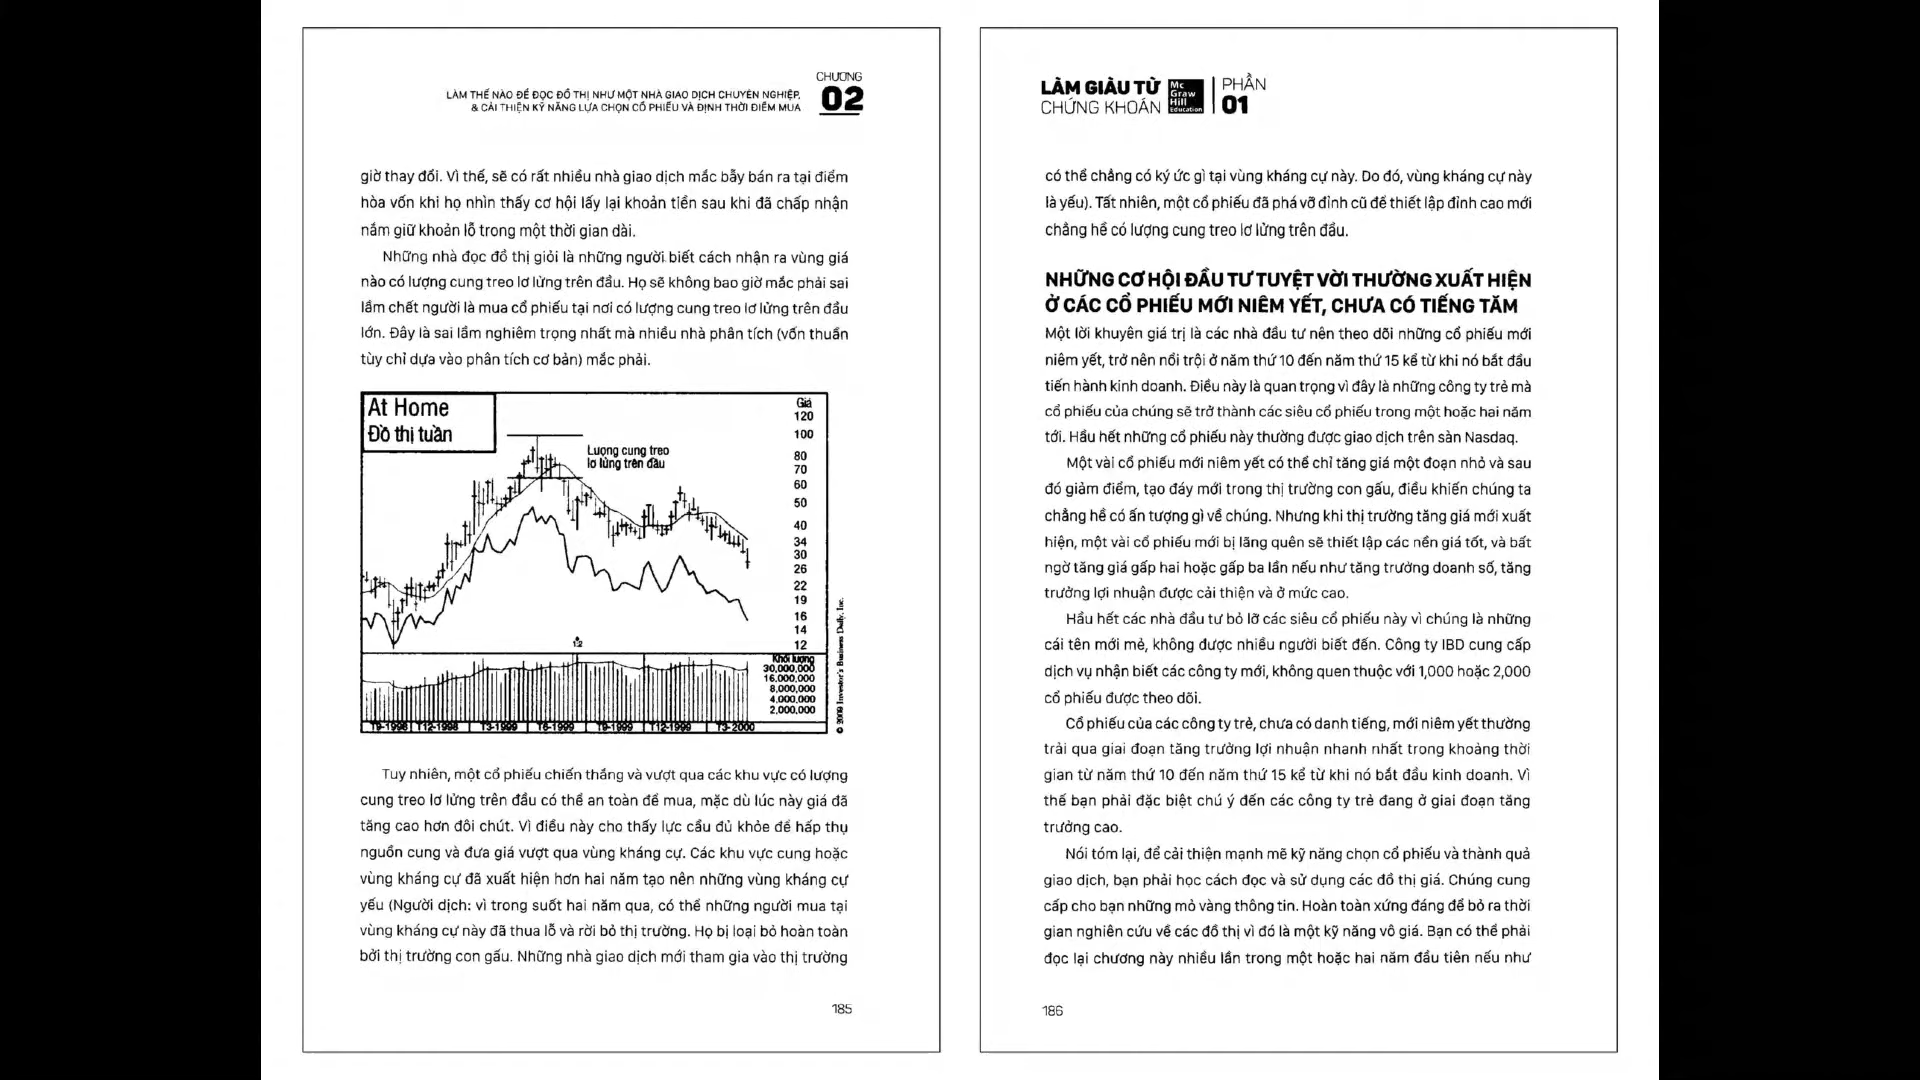 CHƯƠNG
LÀM THẾ NÀO ĐỂ ĐỌC ĐỒ THỊ NHƯ MỘT NHÀ GIAO DỊCH CHUYÊN NGHIỆP,
& CẢI THIỆN KỸ NĂNG LỰA CHỌN CỔ PHIẾU VÀ ĐỊNH THỜI ĐIỂM MUA
02
giờ thay đổi. Vì thế, sẽ có rất nhiều nhà giao dịch mắc bẫy bán ra tại điểm
hòa vốn khi họ nhìn thấy cơ hội lấy lại khoản tiền sau khi đã chấp nhận
nắm giữ khoản lỗ trong một thời gian dài.
Những nhà đọc đồ thị giỏi là những người biết cách nhận ra vùng giá
nào có lượng cung treo lơ lửng trên đầu. Họ sẽ không bao giờ mắc phải sai
lầm chết người là mua cổ phiếu tại nơi có lượng cung treo lơ lửng trên đầu
lớn. Đây là sai lầm nghiêm trọng nhất mà nhiều nhà phân tích (vốn thuần
tùy chỉ dựa vào phân tích cơ bản) mắc phải.
At Home
Đồ thị tuần
Giá
120
100
Lượng cung treo
lơ lửng trên đầu
80
70
60
50
40
34
30
26
22
19
16
14
12
1:2
Khối lượng
30,000,000
16,000,000
8,000,000
4,000,000
2,000,000
T9-1998 T12-1998 T3-1999 T6-1999 T9-1999 T12-1999 T3-2000
© 2009 Investor's Business Daily, Inc.
Tuy nhiên, một cổ phiếu chiến thắng và vượt qua các khu vực có lượng
cung treo lơ lửng trên đầu có thể an toàn để mua, mặc dù lúc này giá đã
tăng cao hơn đôi chút. Vì điều này cho thấy lực cầu đủ khỏe để hấp thụ
nguồn cung và đưa giá vượt qua vùng kháng cự. Các khu vực cung hoặc
vùng kháng cự đã xuất hiện hơn hai năm tạo nên những vùng kháng cự
yếu (Người dịch: vì trong suốt hai năm qua, có thể những người mua tại
vùng kháng cự này đã thua lỗ và rời bỏ thị trường. Họ bị loại bỏ hoàn toàn
bởi thị trường con gấu. Những nhà giao dịch mới tham gia vào thị trường
185
LÀM GIÀU TỪ
CHỨNG KHOÁN
Mc
Graw
Hill
Education
PHẦN
01
có thể chẳng có ký ức gì tại vùng kháng cự này. Do đó, vùng kháng cự này
là yếu). Tất nhiên, một cổ phiếu đã phá vỡ đỉnh cũ để thiết lập đỉnh cao mới
chẳng hề có lượng cung treo lơ lửng trên đầu.
NHỮNG CƠ HỘI ĐẦU TƯ TUYỆT VỜI THƯỜNG XUẤT HIỆN
Ở CÁC CỔ PHIẾU MỚI NIÊM YẾT, CHƯA CÓ TIẾNG TĂM
Một lời khuyên giá trị là các nhà đầu tư nên theo dõi những cổ phiếu mới
niêm yết, trở nên nổi trội ở năm thứ 10 đến năm thứ 15 kể từ khi nó bắt đầu
tiến hành kinh doanh. Điều này là quan trọng vì đây là những công ty trẻ mà
cổ phiếu của chúng sẽ trở thành các siêu cổ phiếu trong một hoặc hai năm
tới. Hầu hết những cổ phiếu này thường được giao dịch trên sàn Nasdaq.
Một vài cổ phiếu mới niêm yết có thể chỉ tăng giá một đoạn nhỏ và sau
đó giảm điểm, tạo đáy mới trong thị trường con gấu, điều khiến chúng ta
chẳng hề có ấn tượng gì về chúng. Nhưng khi thị trường tăng giá mới xuất
hiện, một vài cổ phiếu mới bị lãng quên sẽ thiết lập các nền giá tốt, và bất
ngờ tăng giá gấp hai hoặc gấp ba lần nếu như tăng trưởng doanh số, tăng
trưởng lợi nhuận được cải thiện và ở mức cao.
Hầu hết các nhà đầu tư bỏ lỡ các siêu cổ phiếu này vì chúng là những
cái tên mới mẻ, không được nhiều người biết đến. Công ty IBD cung cấp
dịch vụ nhận biết các công ty mới, không quen thuộc với 1,000 hoặc 2,000
cổ phiếu được theo dõi.
Cổ phiếu của các công ty trẻ, chưa có danh tiếng, mới niêm yết thường
trải qua giai đoạn tăng trưởng lợi nhuận nhanh nhất trong khoảng thời
gian từ năm thứ 10 đến năm thứ 15 kể từ khi nó bắt đầu kinh doanh. Vì
thế bạn phải đặc biệt chú ý đến các công ty trẻ đang ở giai đoạn tăng
trưởng cao.
Nói tóm lại, để cải thiện mạnh mẽ kỹ năng chọn cổ phiếu và thành quả
giao dịch, bạn phải học cách đọc và sử dụng các đồ thị giá. Chúng cung
cấp cho bạn những mỏ vàng thông tin. Hoàn toàn xứng đáng để bỏ ra thời
gian nghiên cứu về các đồ thị vì đó là một kỹ năng vô giá. Bạn có thể phải
đọc lại chương này nhiều lần trong một hoặc hai năm đầu tiên nếu như
186